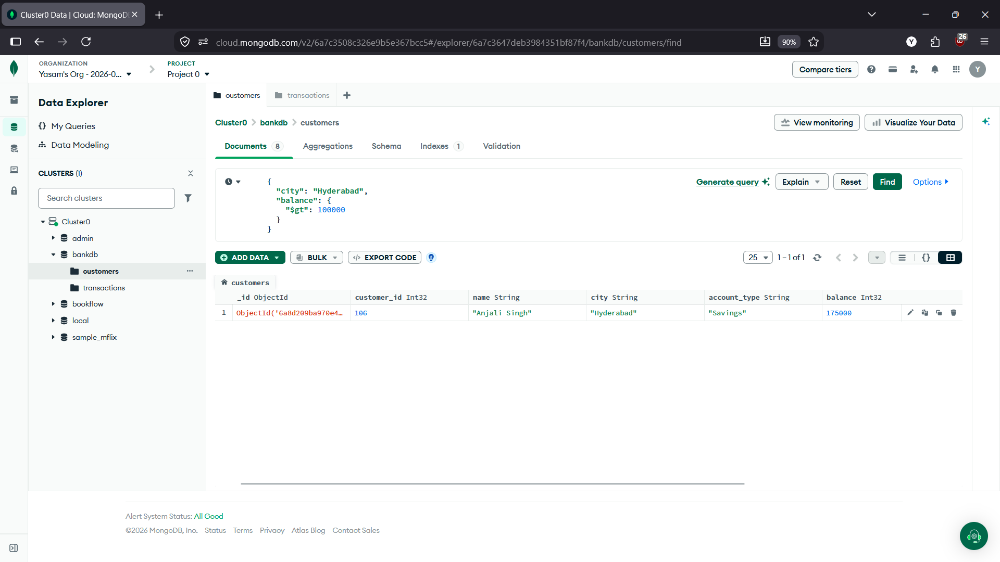 Cluster0 Data | Cloud: MongoDB
cloud.mongodb.com/v2/6a7c3508c326e9b5e367bcc5#/explorer/6a7c3647deb3984351bf87f4/bankdb/customers/find
90%
Y
26
ORGANIZATION
Yasam's Org - 2026-0...
PROJECT
Project 0
Compare tiers
Y
Data Explorer
My Queries
Data Modeling
CLUSTERS (1)
Search clusters
Cluster0
admin
bankdb
customers
transactions
bookflow
local
sample_mflix
customers
transactions
Cluster0 > bankdb > customers
View monitoring
Visualize Your Data
Documents 8
Aggregations
Schema
Indexes 1
Validation
{
"city": "Hyderabad",
"balance": {
"$gt": 100000
}
}
Generate query
Explain
Reset
Find
Options
ADD DATA
BULK
EXPORT CODE
25
1 – 1 of 1
customers
_id ObjectId customer_id Int32 name String city String account_type String balance Int32
1 ObjectId('6a8d209ba970e4… 106 "Anjali Singh" "Hyderabad" "Savings" 175000
Alert System Status: All Good
©2026 MongoDB, Inc. Status Terms Privacy Atlas Blog Contact Sales